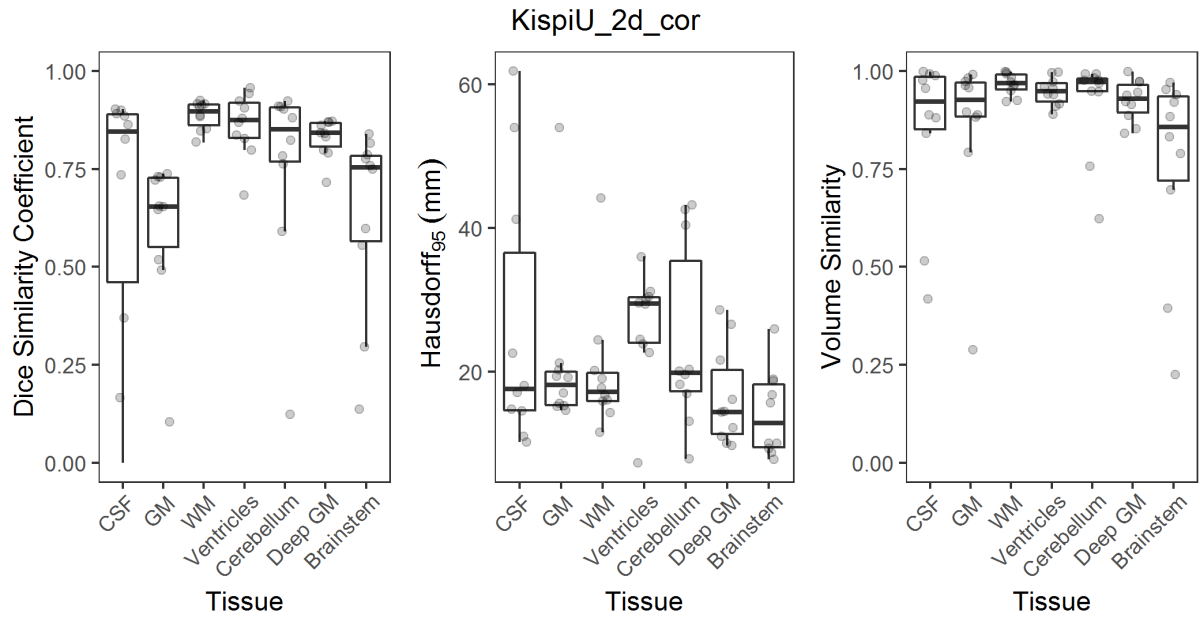 KispiU_2d_cor
Dice Similarity Coefficient
1.00
0.75
0.50
0.25
0.00
CSF
GM
WM
Ventricles
Cerebellum
Deep GM
Brainstem
Tissue
Hausdorff95 (mm)
60
40
20
CSF
GM
WM
Ventricles
Cerebellum
Deep GM
Brainstem
Tissue
Volume Similarity
1.00
0.75
0.50
0.25
0.00
CSF
GM
WM
Ventricles
Cerebellum
Deep GM
Brainstem
Tissue